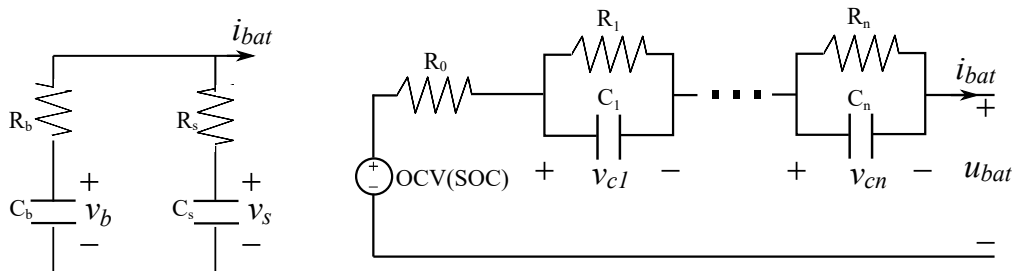 i_bat
R_b
R_s
C_b
+
v_b
−
C_s
+
v_s
−
R_0
+
−
OCV(SOC)
R_1
C_1
+
v_c1
−
R_n
C_n
+
v_cn
−
i_bat
+
u_bat
−